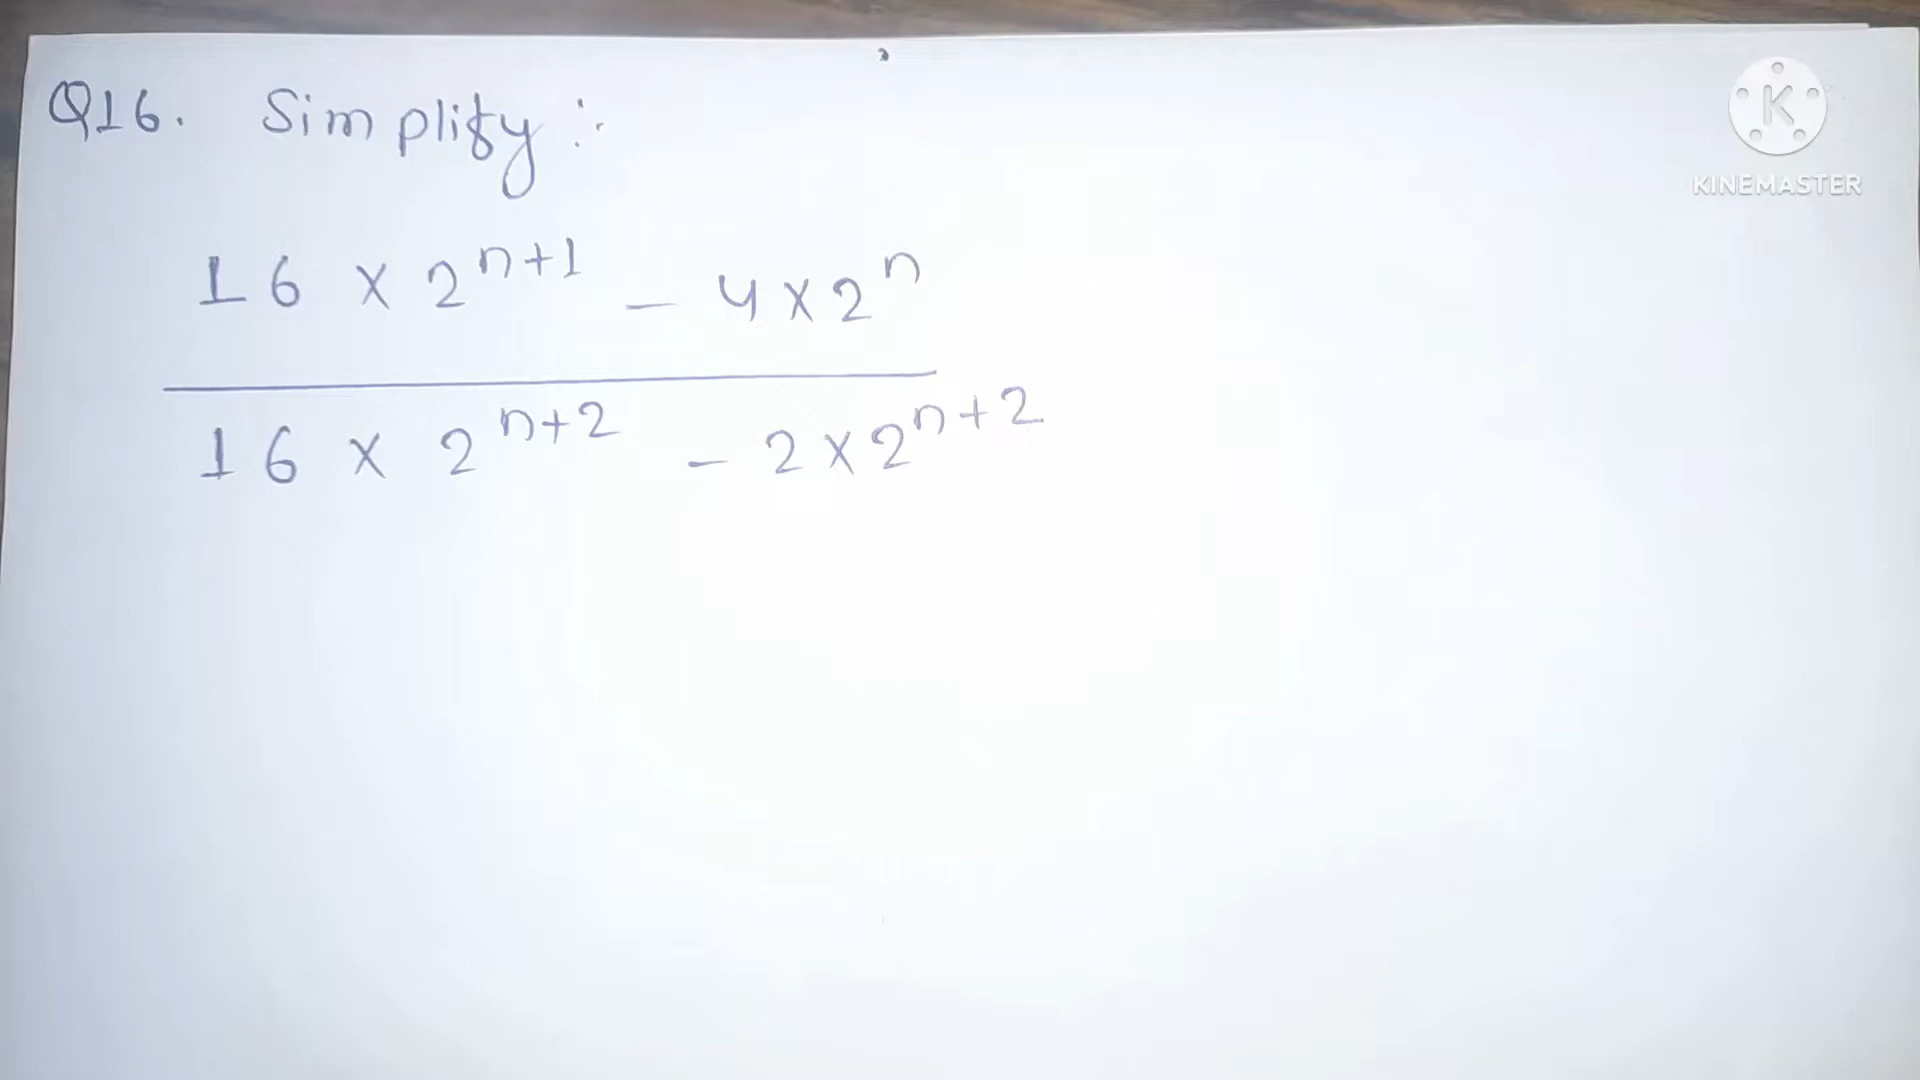 Q16. Simplify :
16 × 2^{n+1} - 4 × 2^{n}
16 × 2^{n+2} - 2 × 2^{n+2}
KINEMASTER